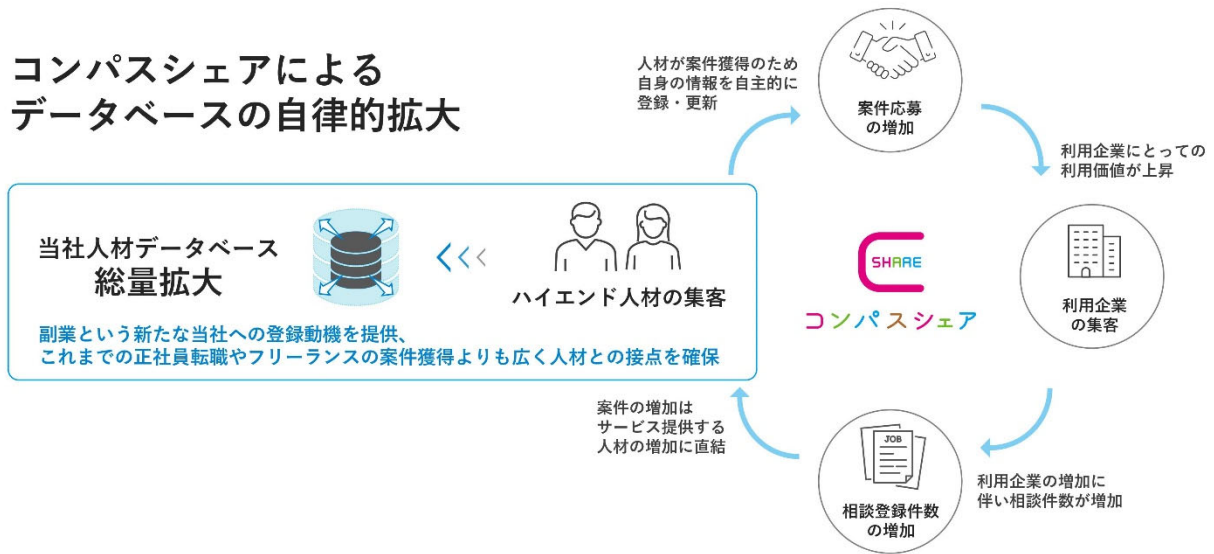 コンパスシェアによる
データベースの自律的拡大
人材が案件獲得のため
自身の情報を自主的に
登録・更新
案件応募
の増加
利用企業にとっての
利用価値が上昇
当社人材データベース
総量拡大
ハイエンド人材の集客
副業という新たな当社への登録動機を提供、
これまでの正社員転職やフリーランスの案件獲得よりも広く人材との接点を確保
SHARE
コンパスシェア
利用企業
の集客
案件の増加は
サービス提供する
人材の増加に直結
JOB
相談登録件数
の増加
利用企業の増加に
伴い相談件数が増加